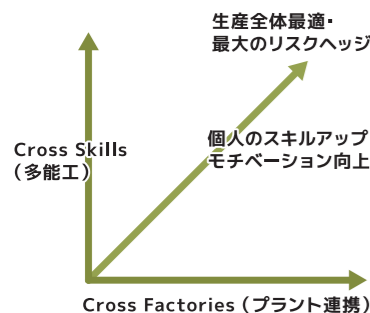 生産全体最適・
最大のリスクヘッジ
個人のスキルアップ
モチベーション向上
Cross Skills
（多能工）
Cross Factories（プラント連携）